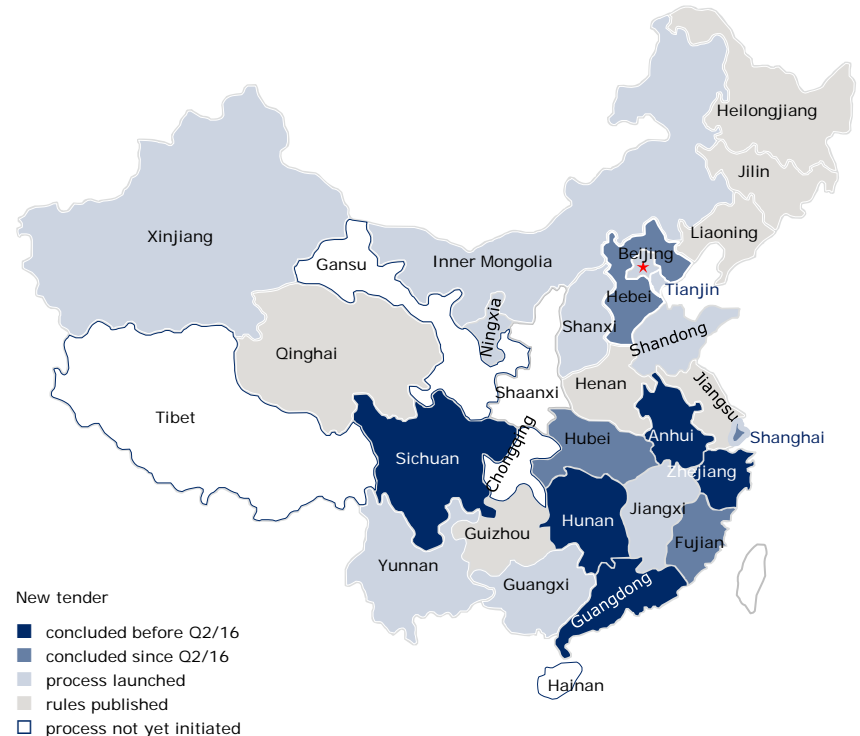 Heilongjiang
Jilin
Liaoning
Xinjiang
Gansu
Inner Mongolia
Beijing
Tianjin
Hebei
Ningxia
Shanxi
Shandong
Qinghai
Shaanxi
Henan
Jiangsu
Tibet
Sichuan
Chongqing
Hubei
Anhui
Shanghai
Zhejiang
Hunan
Jiangxi
Guizhou
Fujian
Yunnan
Guangxi
Guangdong
Hainan
New tender
concluded before Q2/16
concluded since Q2/16
process launched
rules published
process not yet initiated